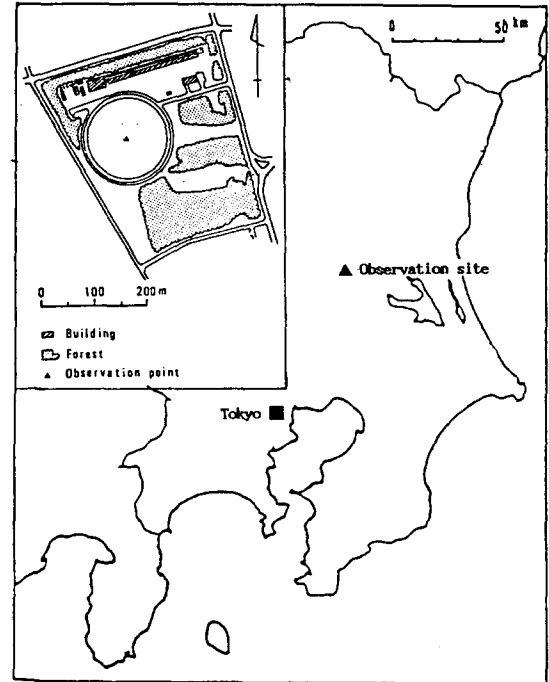 0 50 km
▲ Observation site
Tokyo ■
0 100 200 m
Building
Forest
▲ Observation point